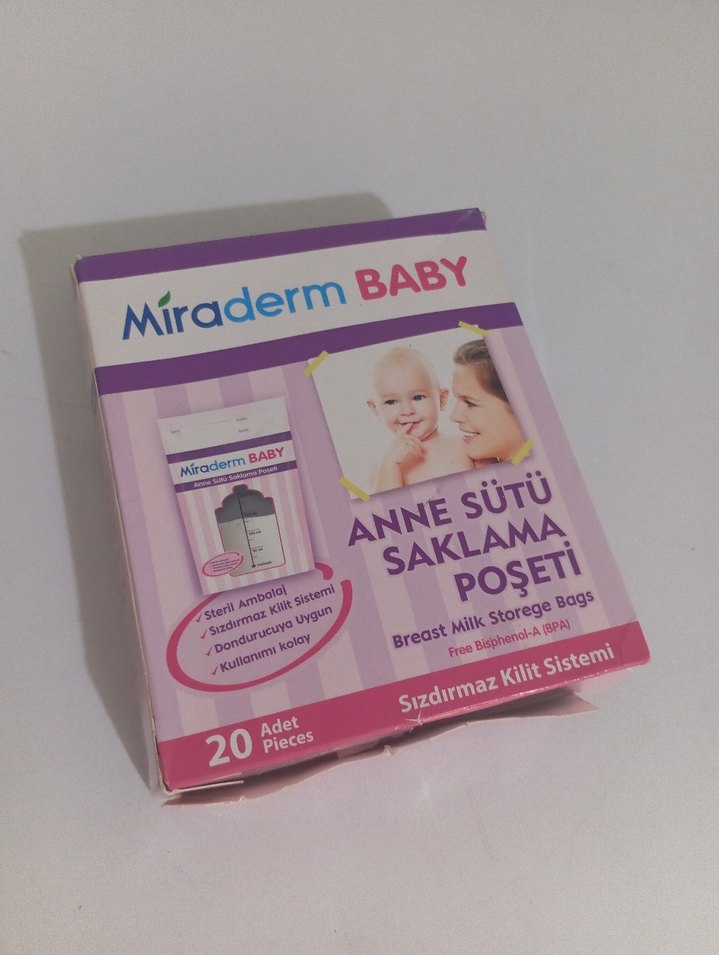 Miraderm BABY
Miraderm BABY
Anne Sütü Saklama Poşeti
ANNE SÜTÜ
SAKLAMA
POŞETİ
Breast Milk Storege Bags
Free Bisphenol-A (BPA)
✓ Steril Ambalaj
✓ Sızdırmaz Kilit Sistemi
✓ Dondurucuya Uygun
✓ Kullanımı kolay
20 Adet
Pieces
Sızdırmaz Kilit Sistemi